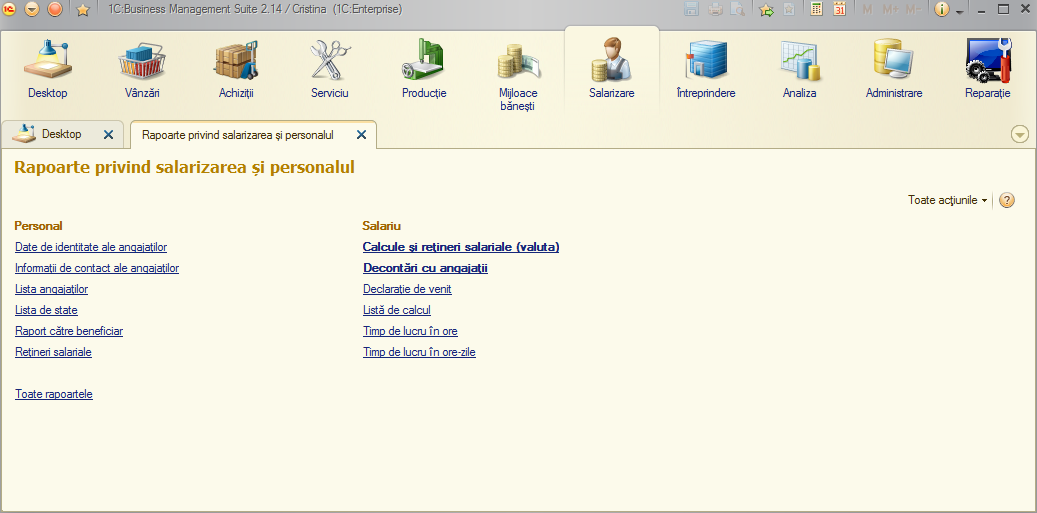 1C:Business Management Suite 2.14 / Cristina (1C:Enterprise)
M M+ M-
Desktop
Vânzări
Achiziții
Serviciu
Producție
Mijloace
bănești
Salarizare
Întreprindere
Analiza
Administrare
Reparație
Desktop
Rapoarte privind salarizarea și personalul
Rapoarte privind salarizarea și personalul
Toate acțiunile
Personal
Date de identitate ale angajaților
Informații de contact ale angajaților
Lista angajaților
Lista de state
Raport către beneficiar
Rețineri salariale
Toate rapoartele
Salariu
Calcule și rețineri salariale (valuta)
Decontări cu angajații
Declarație de venit
Listă de calcul
Timp de lucru în ore
Timp de lucru în ore-zile